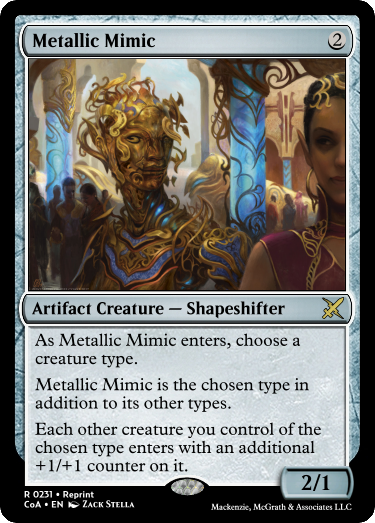 Metallic Mimic 2
Artifact Creature — Shapeshifter
As Metallic Mimic enters, choose a
creature type.
Metallic Mimic is the chosen type in
addition to its other types.
Each other creature you control of the
chosen type enters with an additional
+1/+1 counter on it.
2/1
R 0231 • Reprint
CoA • EN Zack Stella
Mackenzie, McGrath & Associates LLC